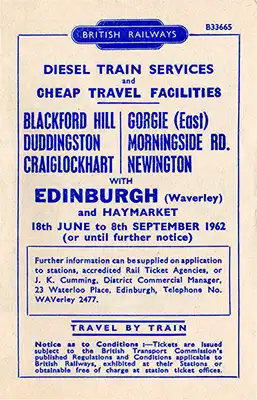 B33665
BRITISH RAILWAYS
DIESEL TRAIN SERVICES
and
CHEAP TRAVEL FACILITIES
BLACKFORD HILL
DUDDINGSTON
CRAIGLOCKHART
GORGIE (East)
MORNINGSIDE RD.
NEWINGTON
WITH
EDINBURGH (Waverley)
and HAYMARKET
18th JUNE to 8th SEPTEMBER 1962
(or until further notice)
Further information can be supplied on application
to stations, accredited Rail Ticket Agencies, or
J. K. Cumming, District Commercial Manager,
23 Waterloo Place, Edinburgh, Telephone No.
WAVerley 2477.
TRAVEL BY TRAIN
Notice as to Conditions :—Tickets are issued
subject to the British Transport Commission's
published Regulations and Conditions applicable to
British Railways, exhibited at their Stations or
obtainable free of charge at station ticket offices.